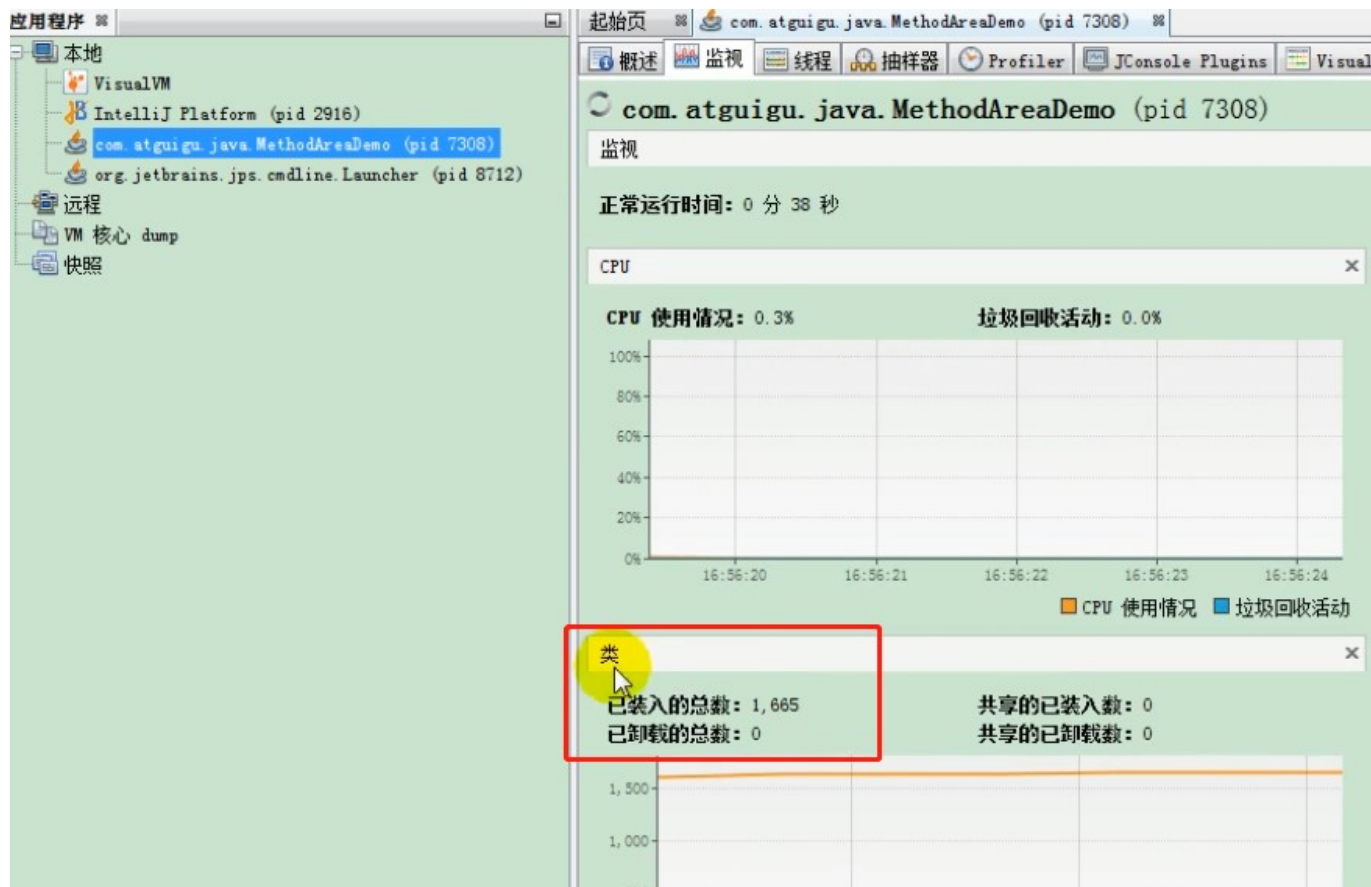 应用程序
本地
VisualVM
IntelliJ Platform (pid 2916)
com.atguigu.java.MethodAreaDemo (pid 7308)
org.jetbrains.jps.cmdline.Launcher (pid 8712)
远程
VM 核心 dump
快照
起始页 com.atguigu.java.MethodAreaDemo (pid 7308)
概述 监视 线程 抽样器 Profiler JConsole Plugins Visual
com.atguigu.java.MethodAreaDemo (pid 7308)
监视
正常运行时间: 0 分 38 秒
CPU
CPU 使用情况: 0.3% 垃圾回收活动: 0.0%
100%
80%
60%
40%
20%
0%
16:56:20 16:56:21 16:56:22 16:56:23 16:56:24
CPU 使用情况 垃圾回收活动
类
已装入的总数: 1,665 共享的已装入数: 0
已卸载的总数: 0 共享的已卸载数: 0
1,500
1,000